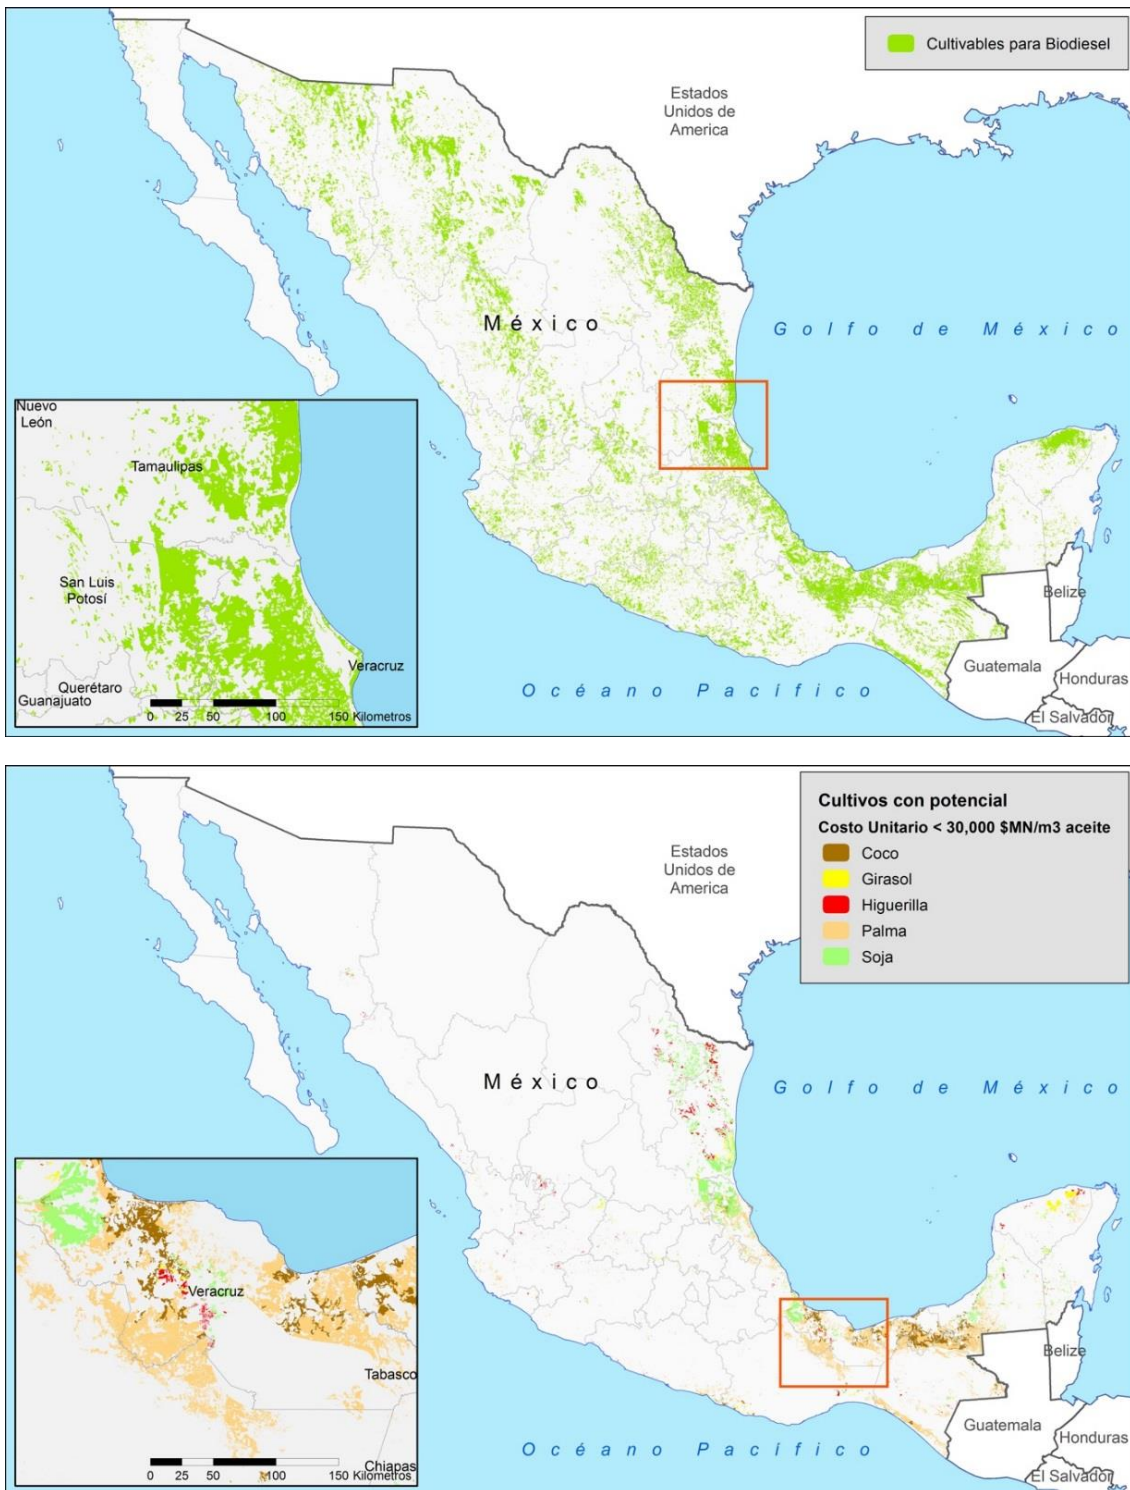 Cultivables para Biodiesel
Estados
Unidos de
America
México
Golfo de México
Nuevo
León
Tamaulipas
San Luis
Potosí
Veracruz
Querétaro
Guanajuato
0 25 50 100 150 Kilometros
Belize
Guatemala
Honduras
El Salvador
Océano Pacífico
Cultivos con potencial
Costo Unitario < 30,000 $MN/m3 aceite
Coco
Girasol
Higuerilla
Palma
Soja
Estados
Unidos de
America
México
Golfo de México
Veracruz
Tabasco
Chiapas
0 25 50 100 150 Kilometros
Belize
Guatemala
Honduras
El Salvador
Océano Pacífico